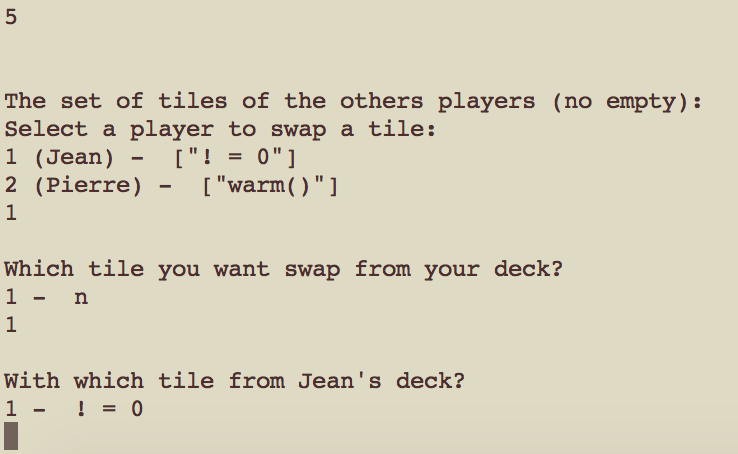 5
The set of tiles of the others players (no empty):
Select a player to swap a tile:
1 (Jean) -  ["! = 0"]
2 (Pierre) -  ["warm()"]
1
Which tile you want swap from your deck?
1 -  n
1
With which tile from Jean's deck?
1 -  ! = 0